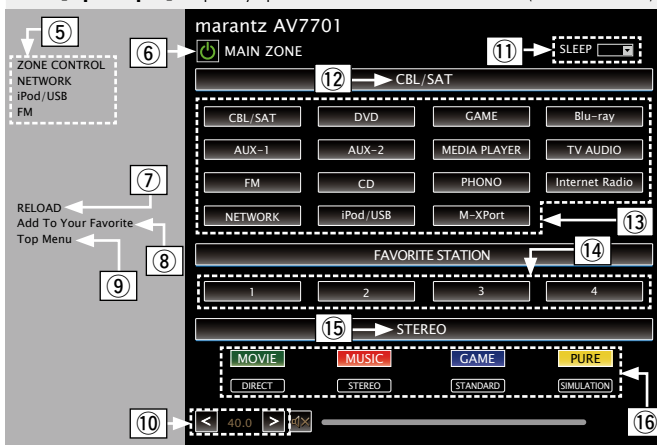 marantz AV7701
⑤
⑥
MAIN ZONE
⑪
SLEEP
ZONE CONTROL
NETWORK
iPod/USB
FM
⑫
CBL/SAT
CBL/SAT
DVD
GAME
Blu-ray
AUX-1
AUX-2
MEDIA PLAYER
TV AUDIO
FM
CD
PHONO
Internet Radio
NETWORK
iPod/USB
M-XPort
⑬
⑦
RELOAD
Add To Your Favorite
Top Menu
⑧
⑨
FAVORITE STATION
⑭
1
2
3
4
⑮
STEREO
MOVIE
MUSIC
GAME
PURE
DIRECT
STEREO
STANDARD
SIMULATION
⑯
⑩
< 40.0 >